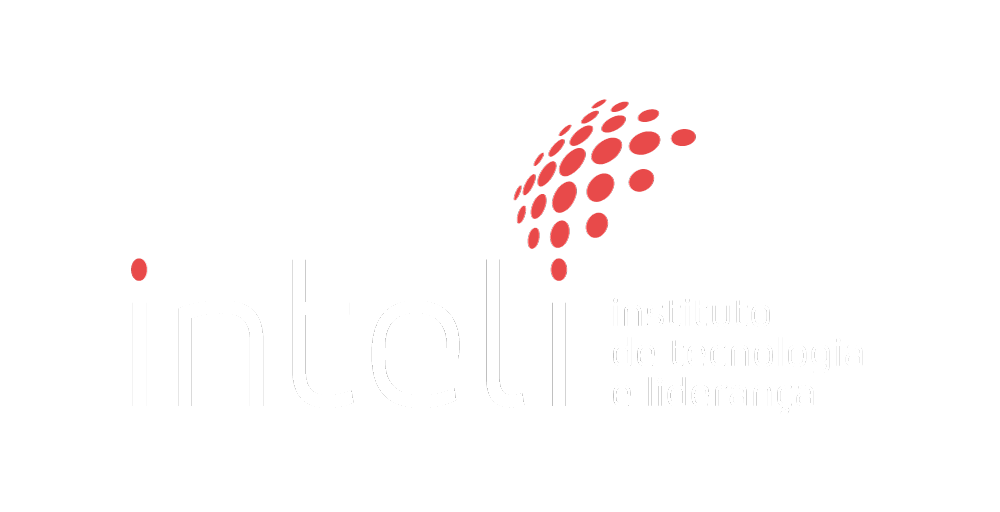 inteli
instituto
de tecnologia
e liderança